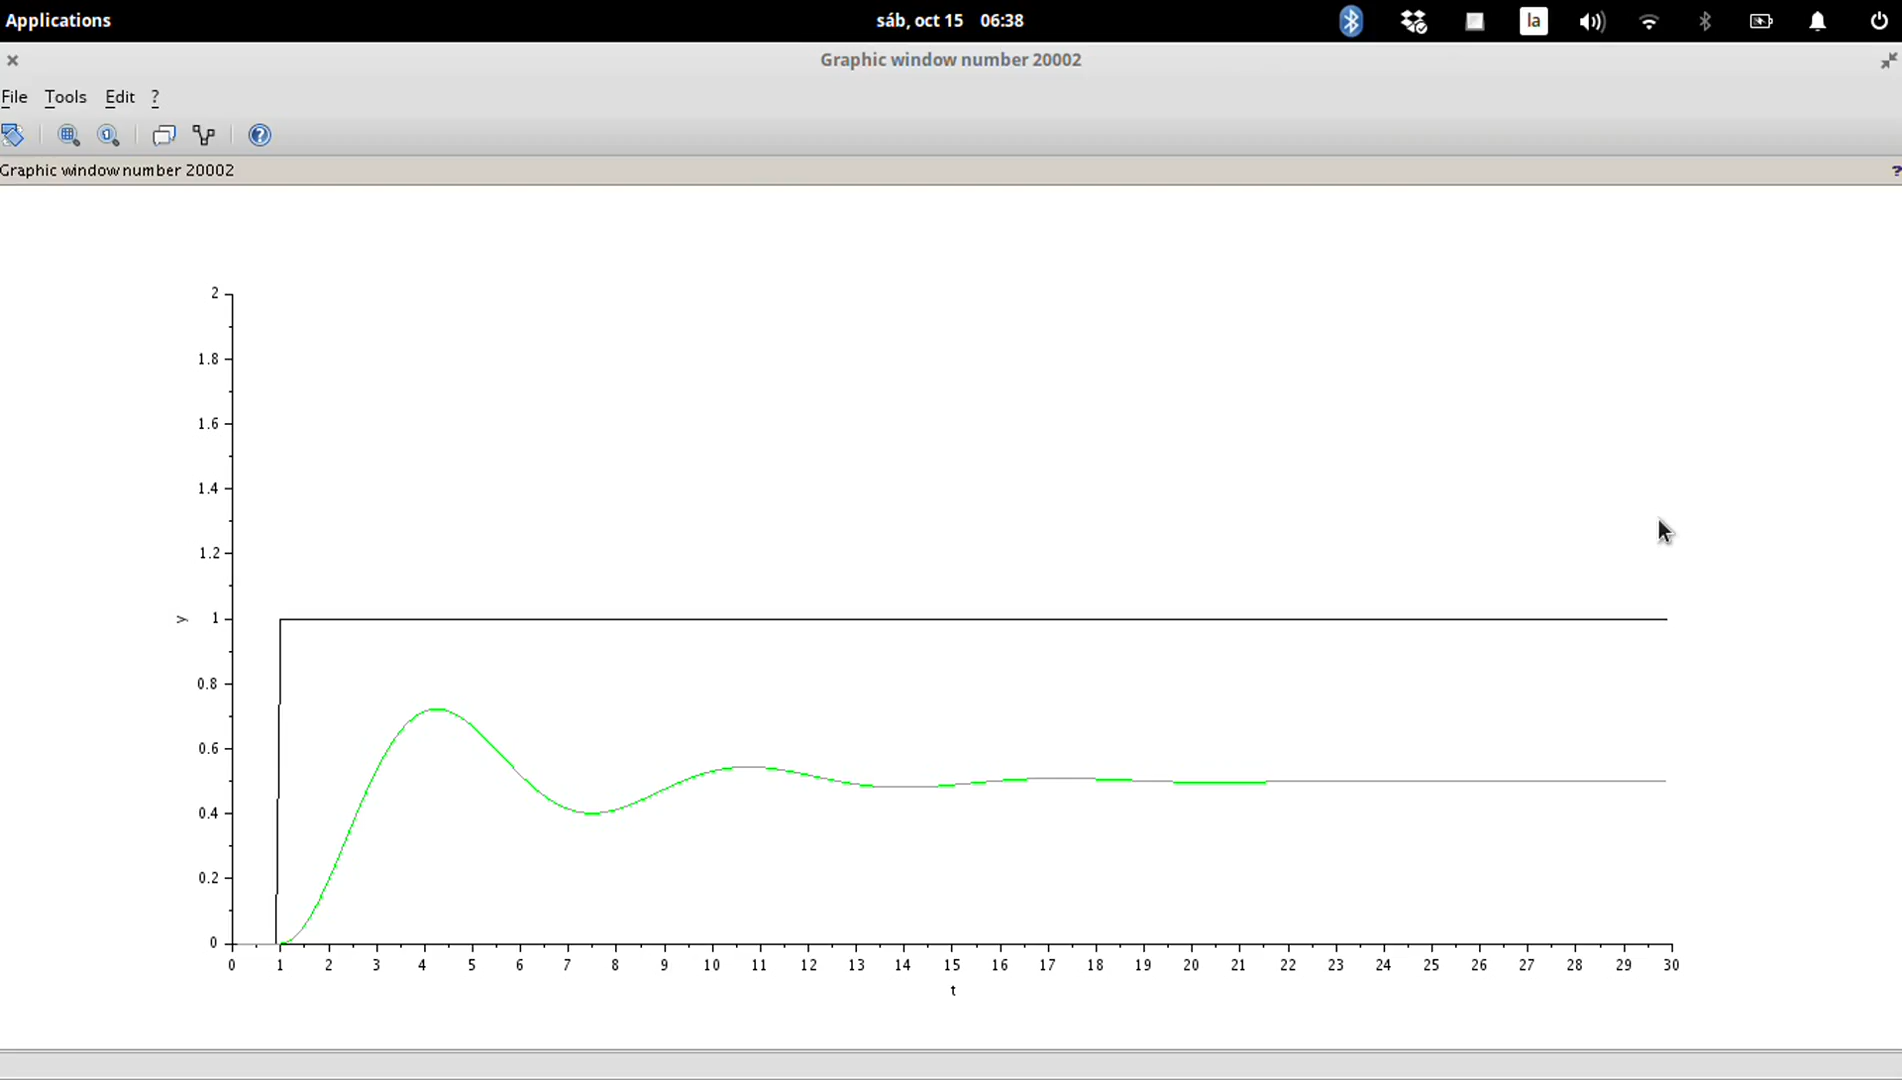 Applications sáb, oct 15 06:38 la
Graphic window number 20002
File Tools Edit ?
Graphic window number 20002 ?
2
1.8
1.6
1.4
1.2
y 1
0.8
0.6
0.4
0.2
0
0 1 2 3 4 5 6 7 8 9 10 11 12 13 14 15 16 17 18 19 20 21 22 23 24 25 26 27 28 29 30
t